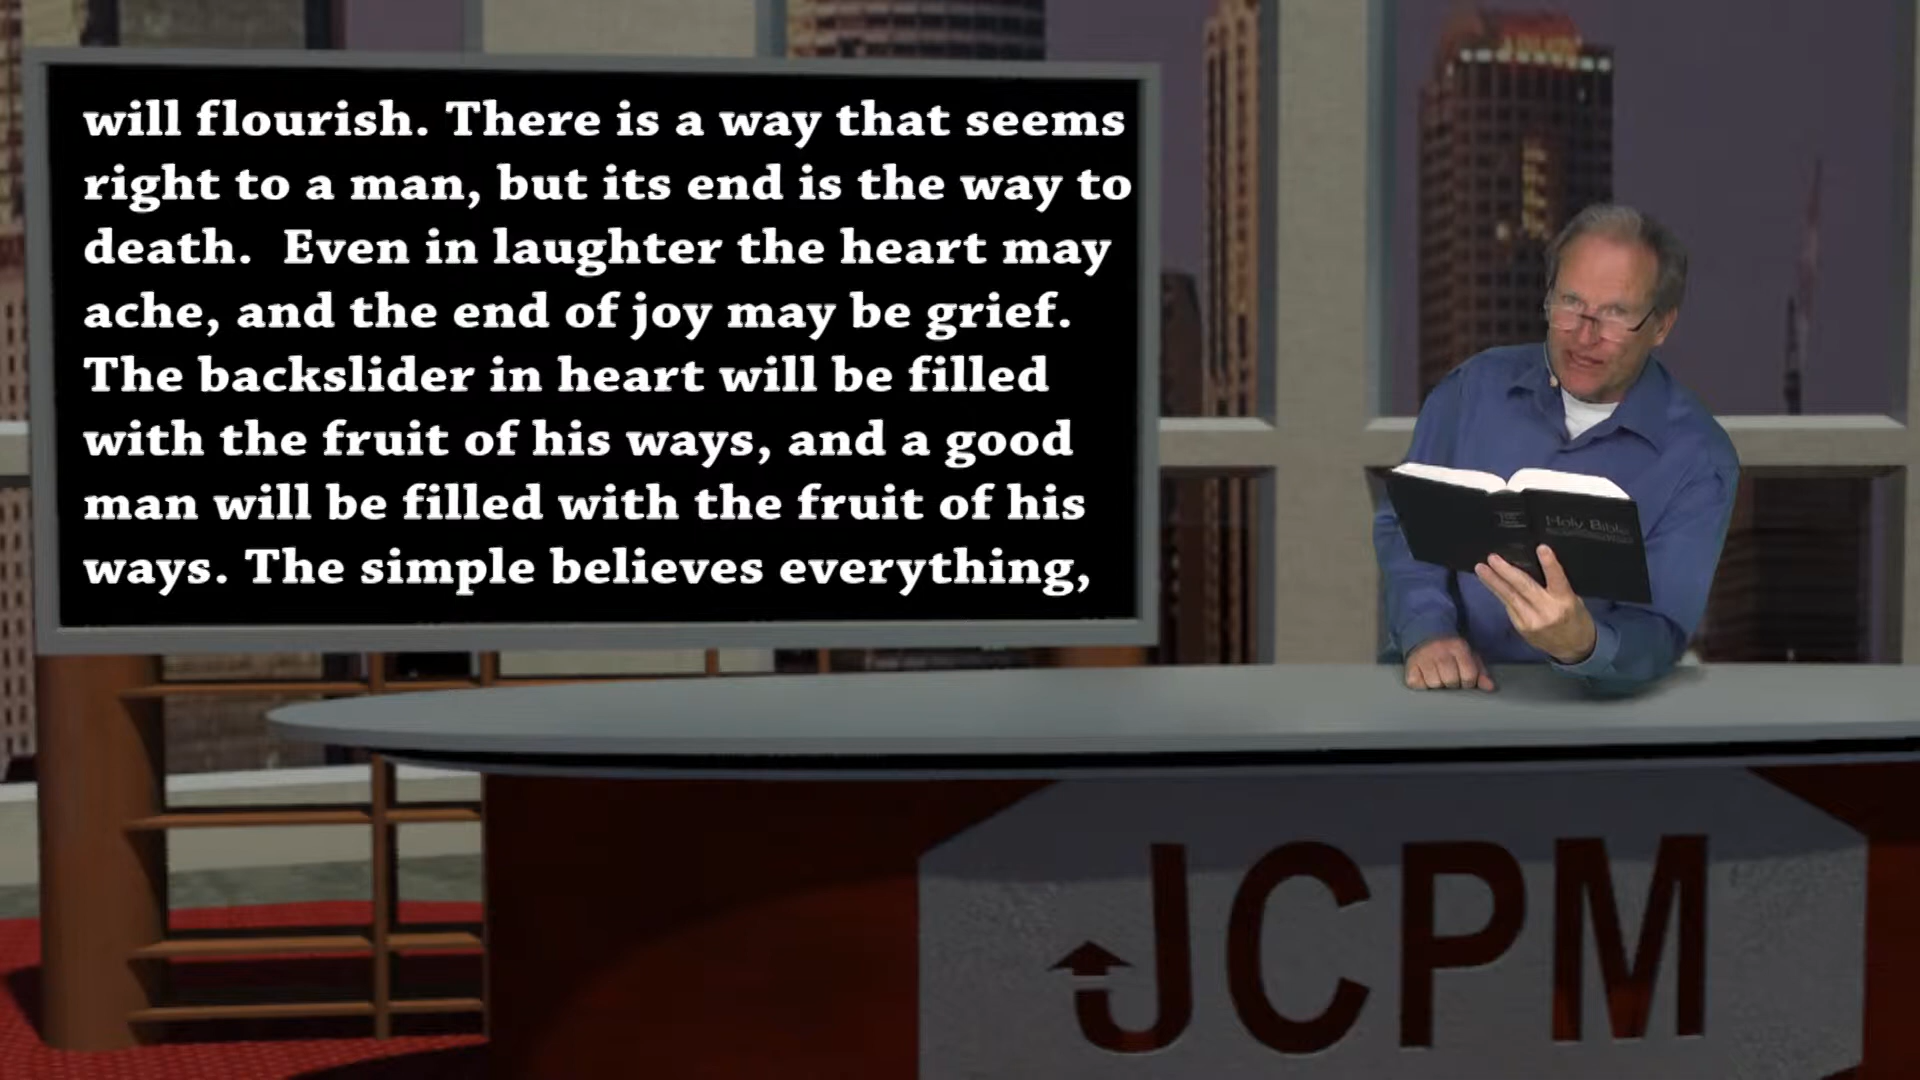 will flourish. There is a way that seems
right to a man, but its end is the way to
death.  Even in laughter the heart may
ache, and the end of joy may be grief.
The backslider in heart will be filled
with the fruit of his ways, and a good
man will be filled with the fruit of his
ways. The simple believes everything,
Holy Bible
JCPM